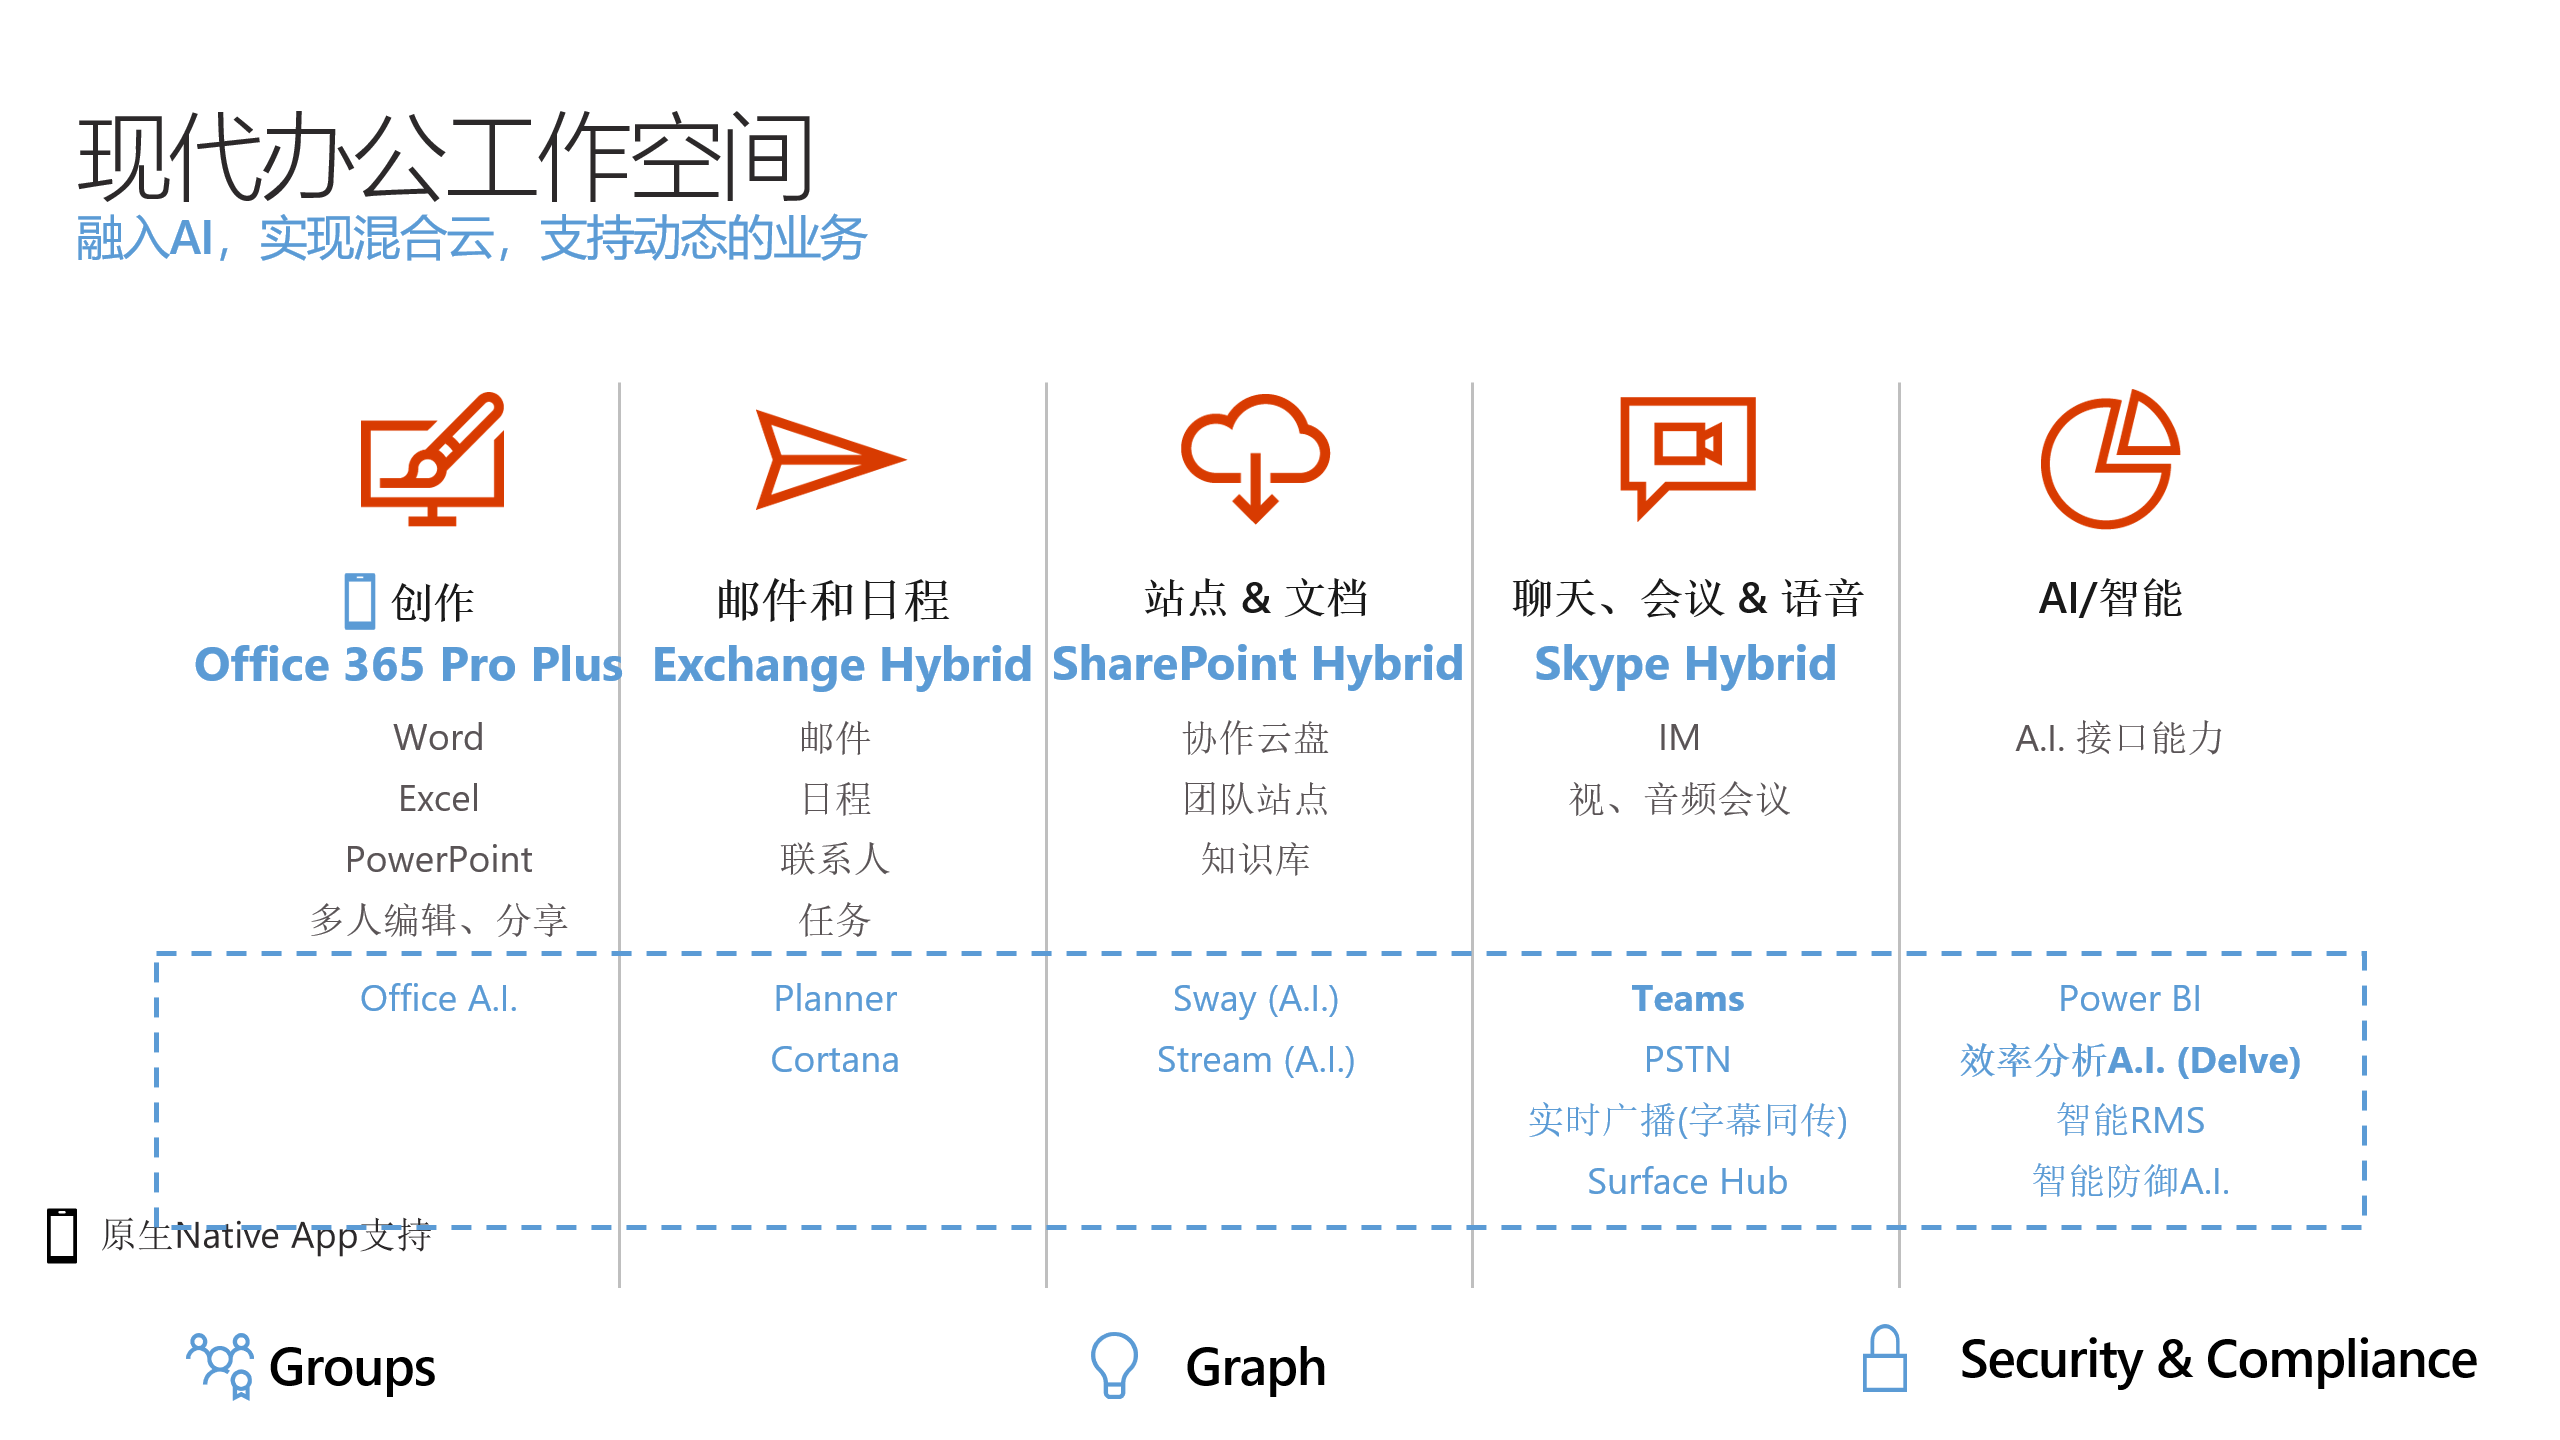 现代办公工作空间
融入AI，实现混合云，支持动态的业务
创作
Office 365 Pro Plus
Word
Excel
PowerPoint
多人编辑、分享
Office A.I.
邮件和日程
Exchange Hybrid
邮件
日程
联系人
任务
Planner
Cortana
站点 & 文档
SharePoint Hybrid
协作云盘
团队站点
知识库
Sway (A.I.)
Stream (A.I.)
聊天、会议 & 语音
Skype Hybrid
IM
视、音频会议
Teams
PSTN
实时广播(字幕同传)
Surface Hub
AI/智能
A.I. 接口能力
Power BI
效率分析A.I. (Delve)
智能RMS
智能防御A.I.
原生Native App支持
Groups
Graph
Security & Compliance